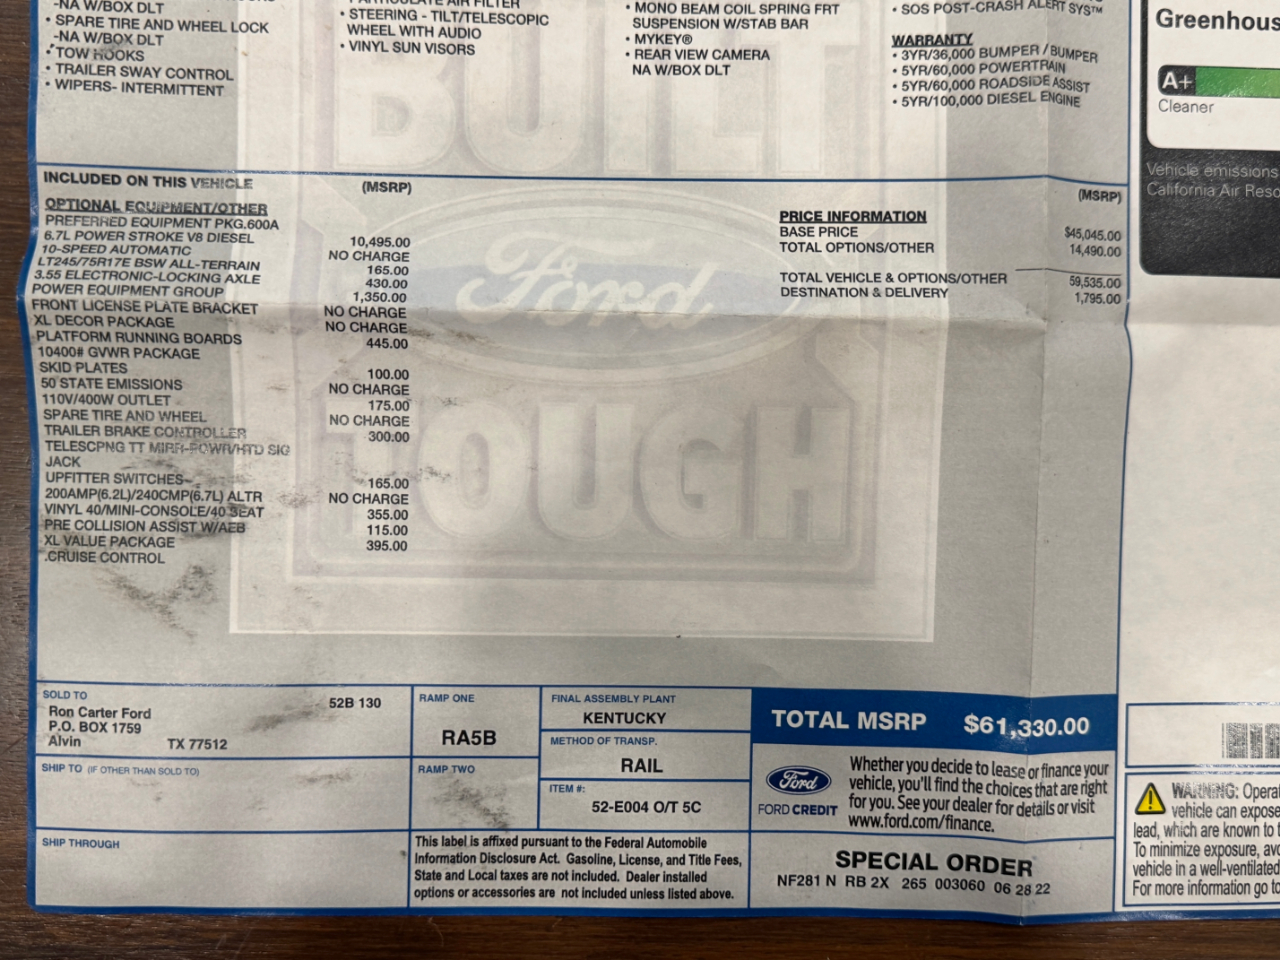 -NA W/BOX DLT
• SPARE TIRE AND WHEEL LOCK
-NA W/BOX DLT
• TOW HOOKS
• TRAILER SWAY CONTROL
• WIPERS- INTERMITTENT
PARTICULATE AIR FILTER
• STEERING - TILT/TELESCOPIC
WHEEL WITH AUDIO
• VINYL SUN VISORS
• MONO BEAM COIL SPRING FRT
SUSPENSION W/STAB BAR
• MYKEY®
• REAR VIEW CAMERA
NA W/BOX DLT
• SOS POST-CRASH ALERT SYS™
WARRANTY
• 3YR/36,000 BUMPER / BUMPER
• 5YR/60,000 POWERTRAIN
• 5YR/60,000 ROADSIDE ASSIST
• 5YR/100,000 DIESEL ENGINE
A+
Cleaner
Vehicle emissions
BUILT
Ford
TOUGH
INCLUDED ON THIS VEHICLE (MSRP)
OPTIONAL EQUIPMENT/OTHER
PREFERRED EQUIPMENT PKG.600A
6.7L POWER STROKE V8 DIESEL
10-SPEED AUTOMATIC
LT245/75R17E BSW ALL-TERRAIN
3.55 ELECTRONIC-LOCKING AXLE
POWER EQUIPMENT GROUP
FRONT LICENSE PLATE BRACKET
XL DECOR PACKAGE
PLATFORM RUNNING BOARDS
10400# GVWR PACKAGE
SKID PLATES
50 STATE EMISSIONS
110V/400W OUTLET
SPARE TIRE AND WHEEL
TRAILER BRAKE CONTROLLER
TELESCPNG TT MIRR-POWR/HTD SIG
JACK
UPFITTER SWITCHES
200AMP(6.2L)/240CMP(6.7L) ALTR
VINYL 40/MINI-CONSOLE/40 SEAT
PRE COLLISION ASSIST W/AEB
XL VALUE PACKAGE
.CRUISE CONTROL
10,495.00
NO CHARGE
165.00
430.00
1,350.00
NO CHARGE
NO CHARGE
445.00
100.00
NO CHARGE
175.00
NO CHARGE
300.00
165.00
NO CHARGE
355.00
115.00
395.00
(MSRP)
PRICE INFORMATION
BASE PRICE $45,045.00
TOTAL OPTIONS/OTHER 14,490.00
TOTAL VEHICLE & OPTIONS/OTHER 59,535.00
DESTINATION & DELIVERY 1,795.00
SOLD TO
52B 130
Ron Carter Ford
P.O. BOX 1759
Alvin TX 77512
SHIP TO (IF OTHER THAN SOLD TO)
SHIP THROUGH
RAMP ONE
RA5B
RAMP TWO
FINAL ASSEMBLY PLANT
KENTUCKY
METHOD OF TRANSP.
RAIL
ITEM #:
52-E004 O/T 5C
This label is affixed pursuant to the Federal Automobile
Information Disclosure Act. Gasoline, License, and Title Fees,
State and Local taxes are not included. Dealer installed
options or accessories are not included unless listed above.
TOTAL MSRP $61,330.00
Ford
FORD CREDIT
Whether you decide to lease or finance your
vehicle, you'll find the choices that are right
for you. See your dealer for details or visit
www.ford.com/finance.
SPECIAL ORDER
NF281 N RB 2X 265 003060 06 28 22
WARNING:
vehicle can expose
lead, which are known to
To minimize exposure,
vehicle in a well-ventilated
For more information go to